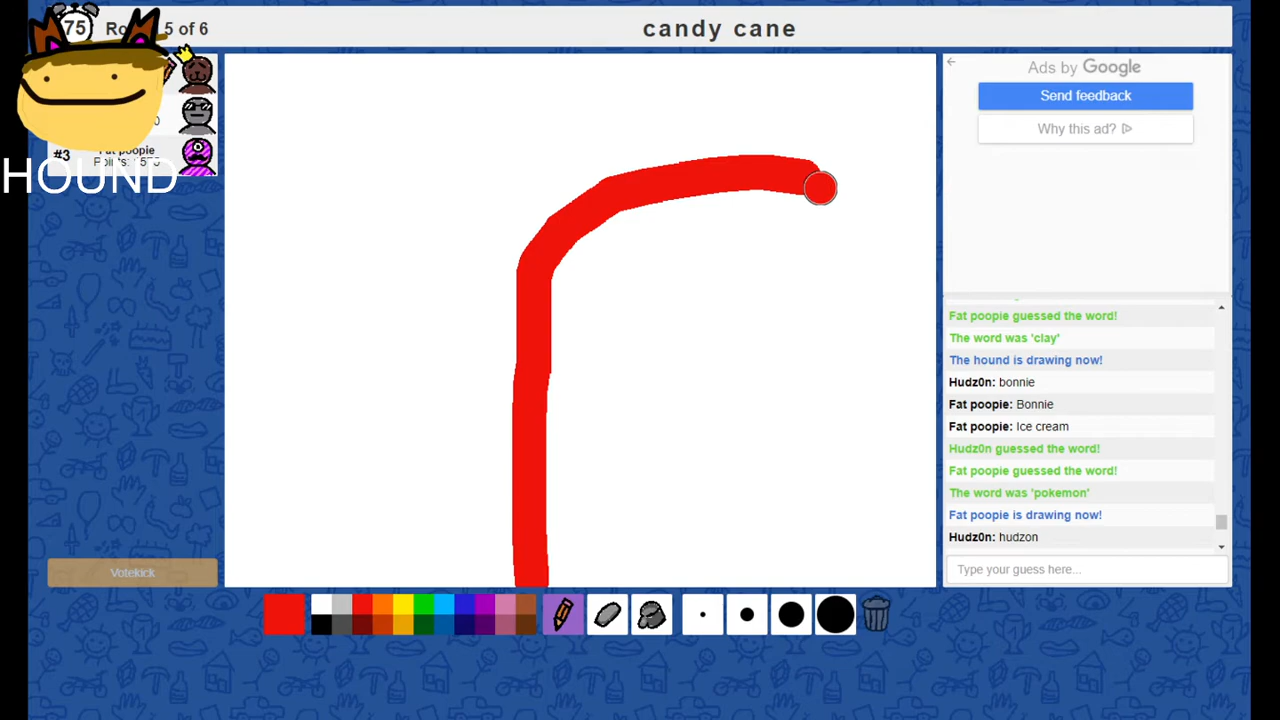 75
5 of 6
candy cane
#3
Fat poopie
HOUND
Votekick
Ads by Google
Send feedback
Why this ad?
Fat poopie guessed the word!
The word was 'clay'
The hound is drawing now!
Hudz0n: bonnie
Fat poopie: Bonnie
Fat poopie: Ice cream
Hudz0n guessed the word!
Fat poopie guessed the word!
The word was 'pokemon'
Fat poopie is drawing now!
Hudz0n: hudzon
Type your guess here...